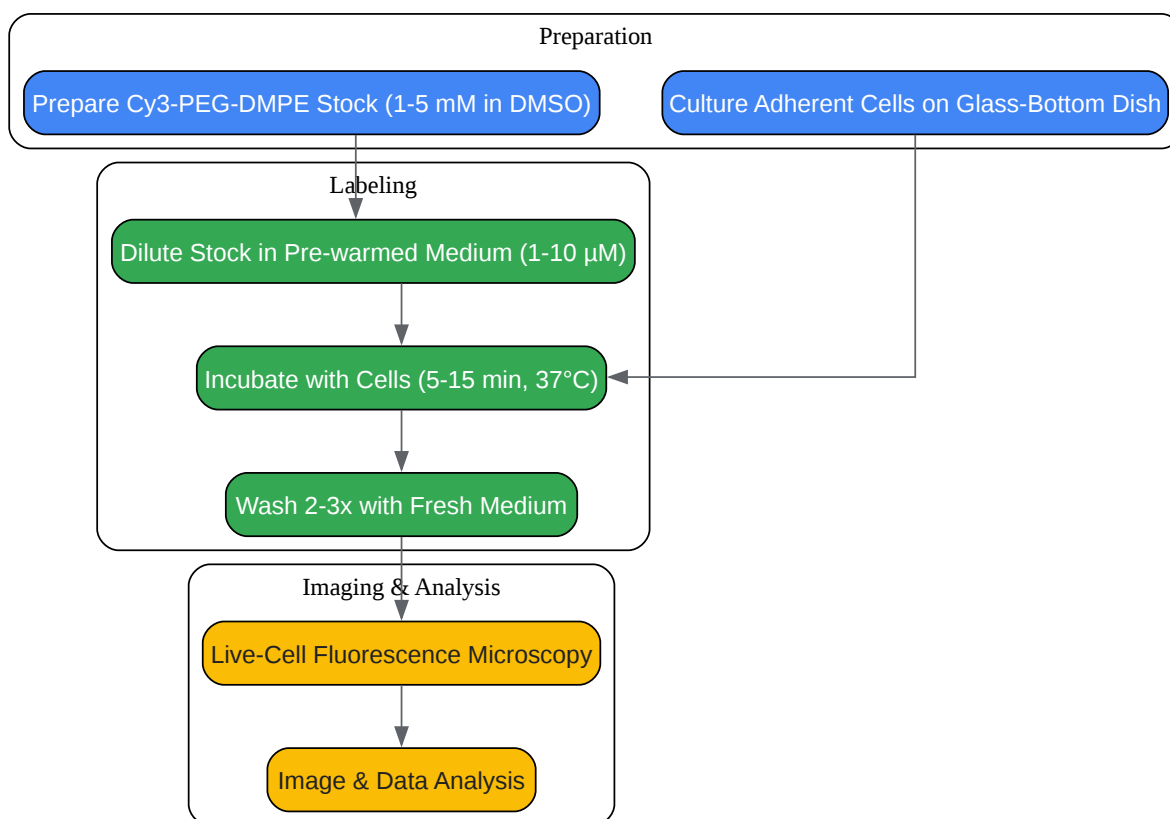 Preparation
Prepare Cy3-PEG-DMPE Stock (1-5 mM in DMSO)
Culture Adherent Cells on Glass-Bottom Dish
Labeling
Dilute Stock in Pre-warmed Medium (1-10 µM)
Incubate with Cells (5-15 min, 37°C)
Wash 2-3x with Fresh Medium
Imaging & Analysis
Live-Cell Fluorescence Microscopy
Image & Data Analysis